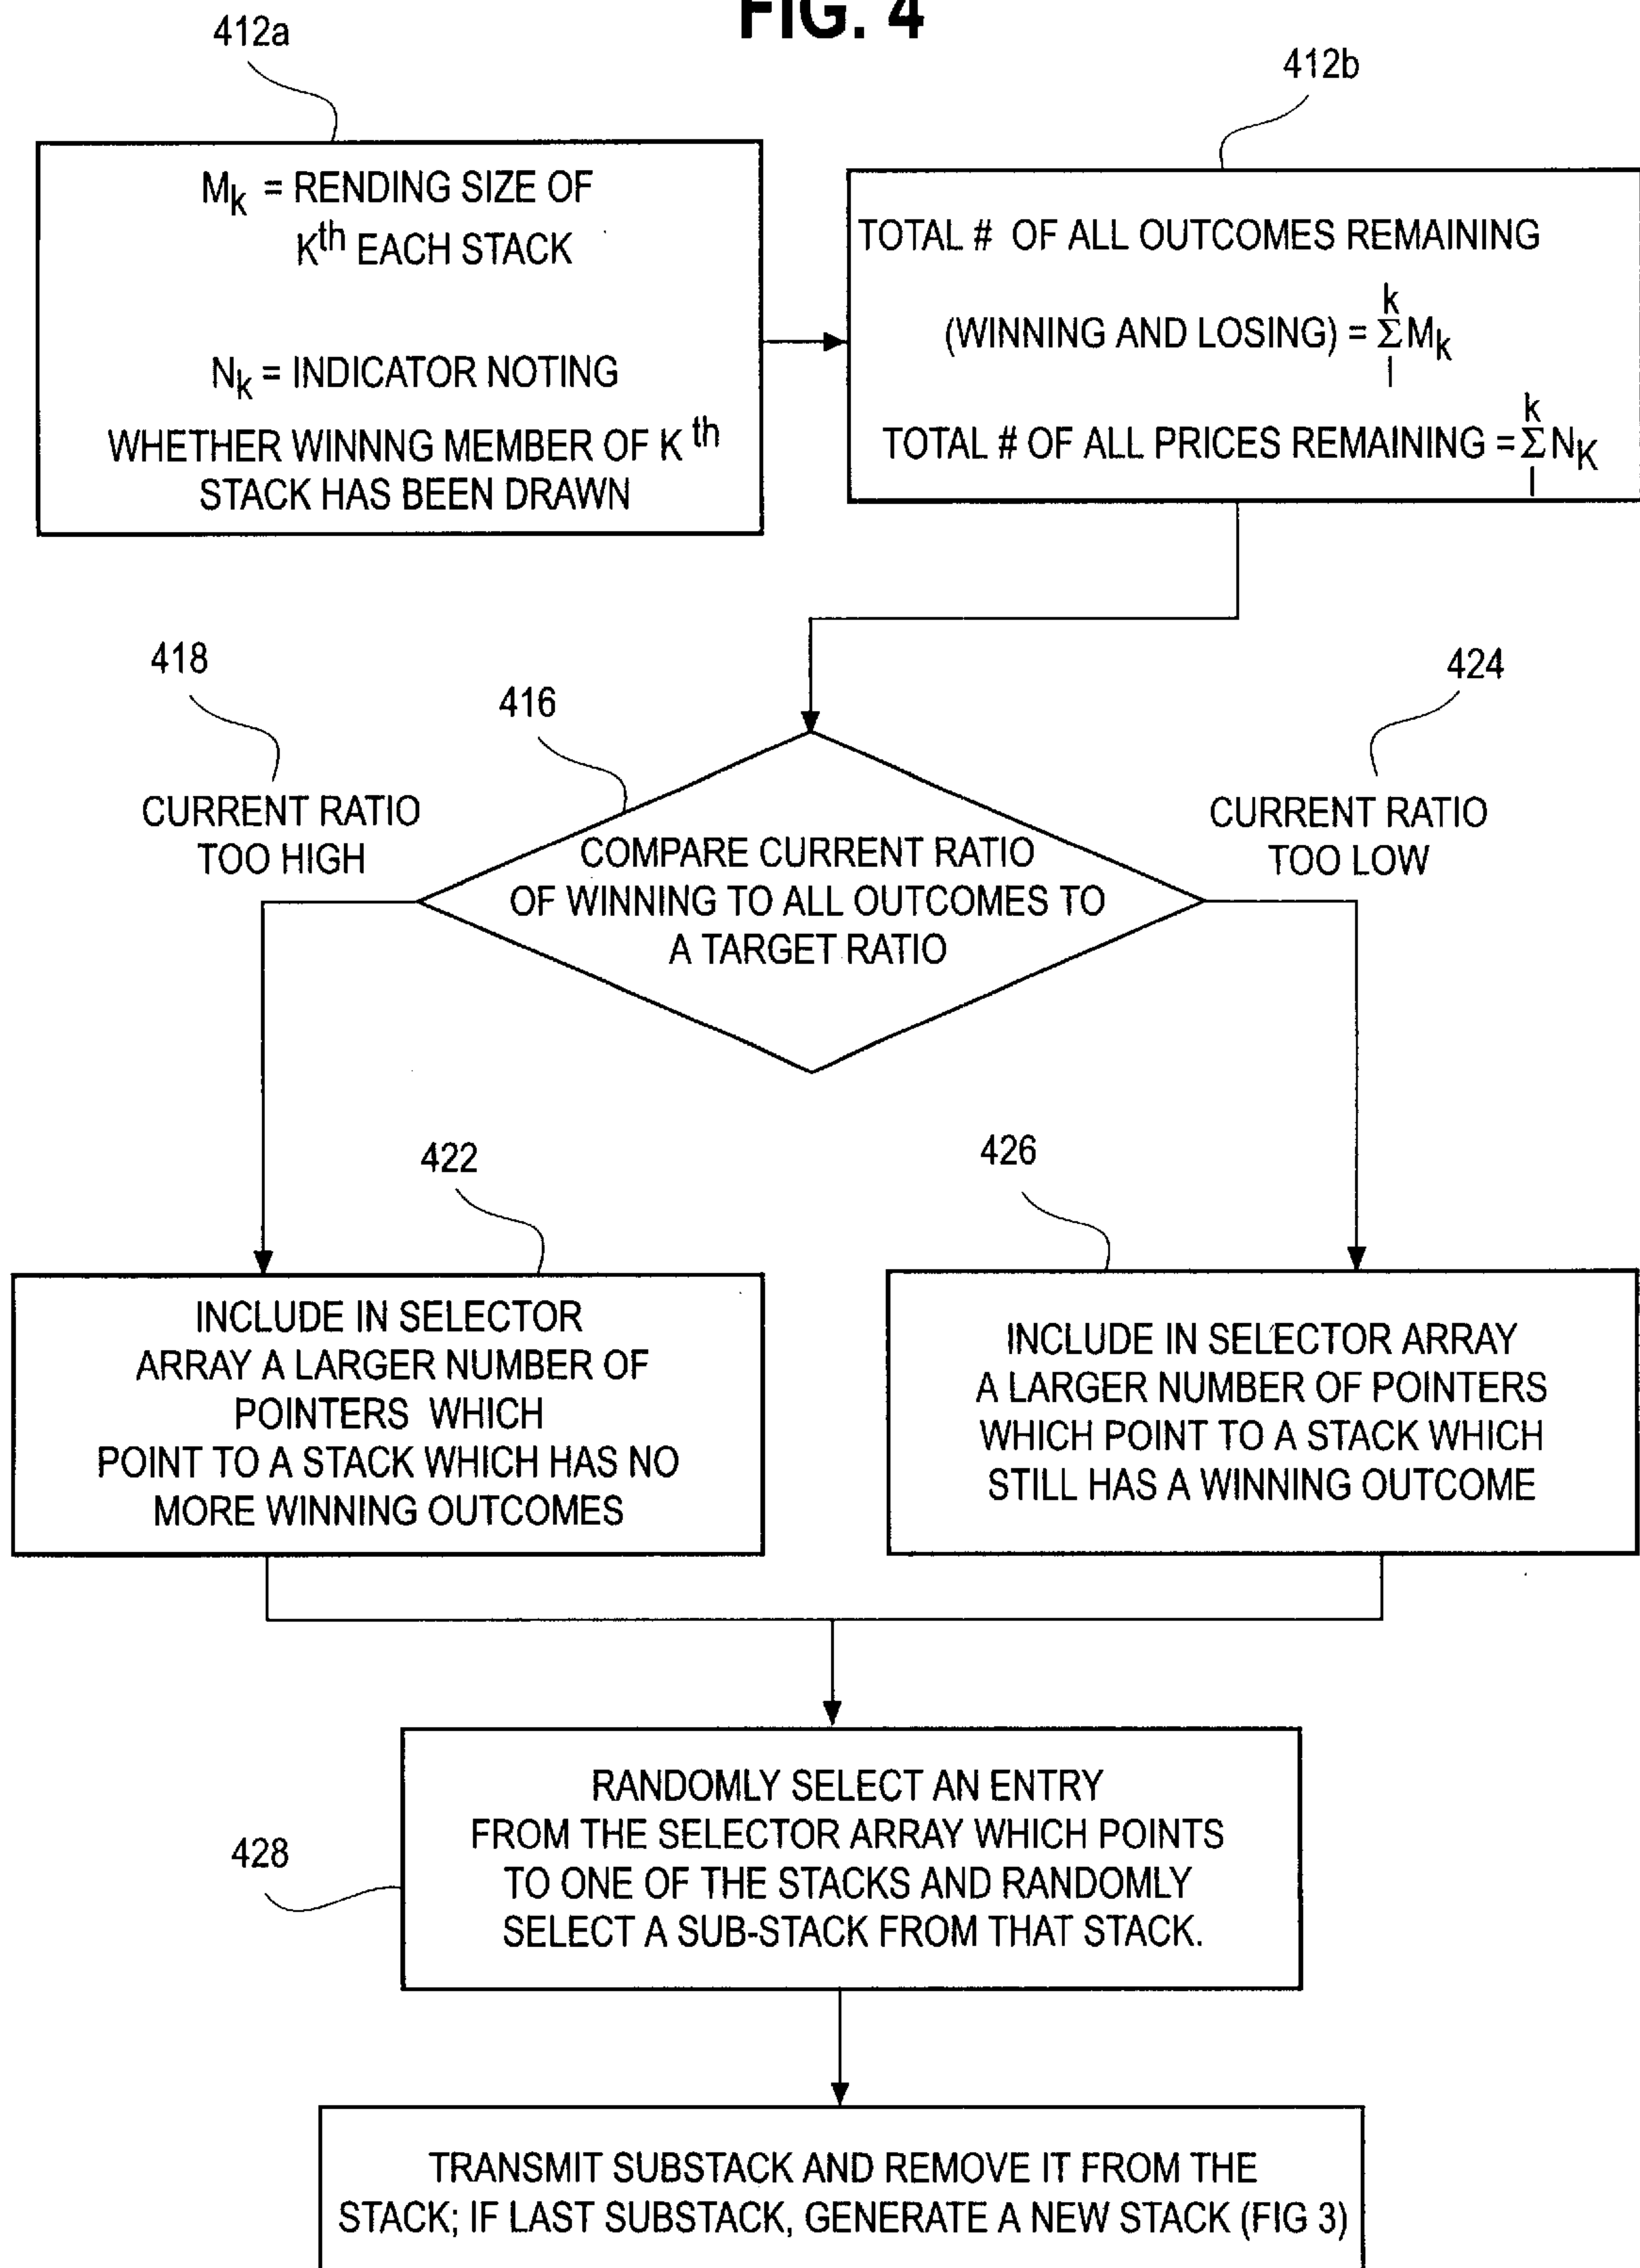 FIG. 4
412a
412b
Mk = RENDING SIZE OF
Kth EACH STACK
Nk = INDICATOR NOTING
WHETHER WINNNG MEMBER OF Kth
STACK HAS BEEN DRAWN
TOTAL # OF ALL OUTCOMES REMAINING
k
(WINNING AND LOSING) = ΣMk
I
k
TOTAL # OF ALL PRICES REMAINING = ΣNK
I
418
416
424
CURRENT RATIO
TOO HIGH
COMPARE CURRENT RATIO
OF WINNING TO ALL OUTCOMES TO
A TARGET RATIO
CURRENT RATIO
TOO LOW
422
426
INCLUDE IN SELECTOR
ARRAY A LARGER NUMBER OF
POINTERS WHICH
POINT TO A STACK WHICH HAS NO
MORE WINNING OUTCOMES
INCLUDE IN SELECTOR ARRAY
A LARGER NUMBER OF POINTERS
WHICH POINT TO A STACK WHICH
STILL HAS A WINNING OUTCOME
428
RANDOMLY SELECT AN ENTRY
FROM THE SELECTOR ARRAY WHICH POINTS
TO ONE OF THE STACKS AND RANDOMLY
SELECT A SUB-STACK FROM THAT STACK.
TRANSMIT SUBSTACK AND REMOVE IT FROM THE
STACK; IF LAST SUBSTACK, GENERATE A NEW STACK (FIG 3)